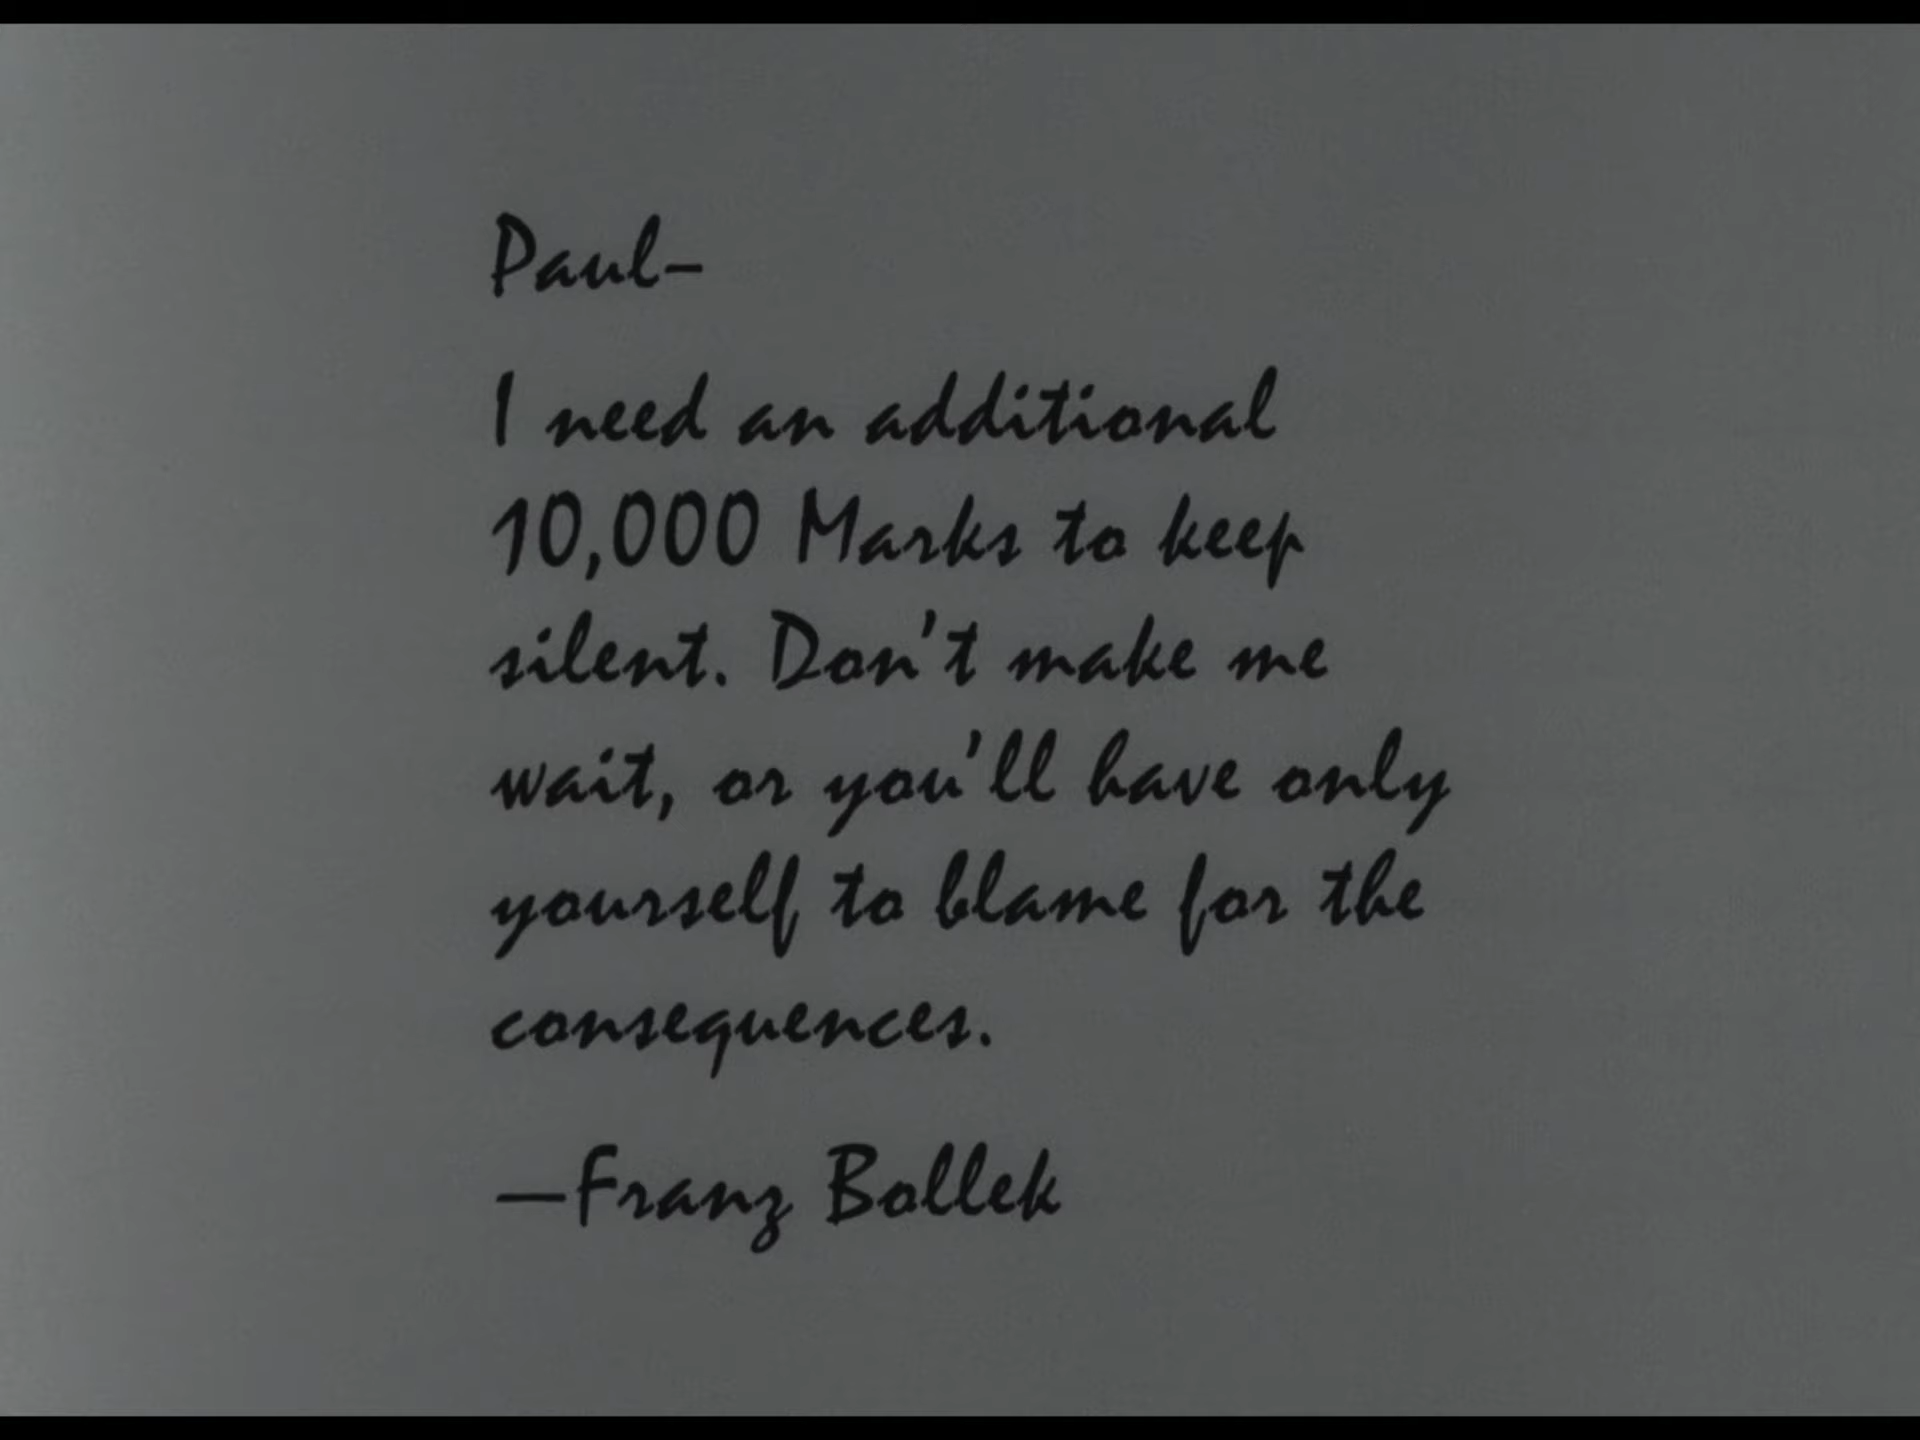 Paul-
I need an additional
10,000 Marks to keep
silent. Don't make me
wait, or you'll have only
yourself to blame for the
consequences.
—Franz Bollek